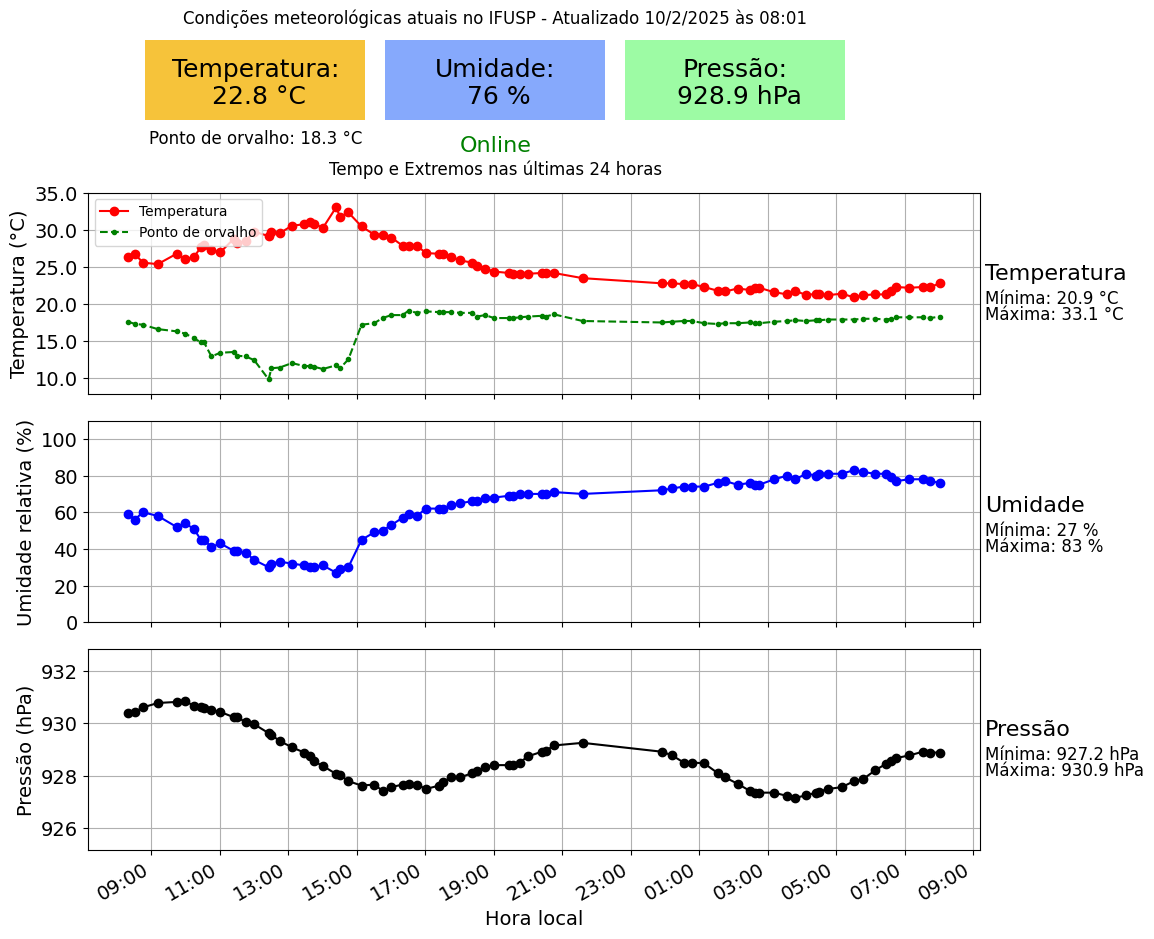 Condições meteorológicas atuais no IFUSP - Atualizado 10/2/2025 às 08:01
Temperatura:
22.8 °C
Umidade:
76 %
Pressão:
928.9 hPa
Ponto de orvalho: 18.3 °C
Online
Tempo e Extremos nas últimas 24 horas
Temperatura (°C)
35.0
30.0
25.0
20.0
15.0
10.0
Temperatura
Ponto de orvalho
Temperatura
Mínima: 20.9 °C
Máxima: 33.1 °C
Umidade relativa (%)
100
80
60
40
20
0
Umidade
Mínima: 27 %
Máxima: 83 %
Pressão (hPa)
932
930
928
926
Pressão
Mínima: 927.2 hPa
Máxima: 930.9 hPa
09:00 11:00 13:00 15:00 17:00 19:00 21:00 23:00 01:00 03:00 05:00 07:00 09:00
Hora local